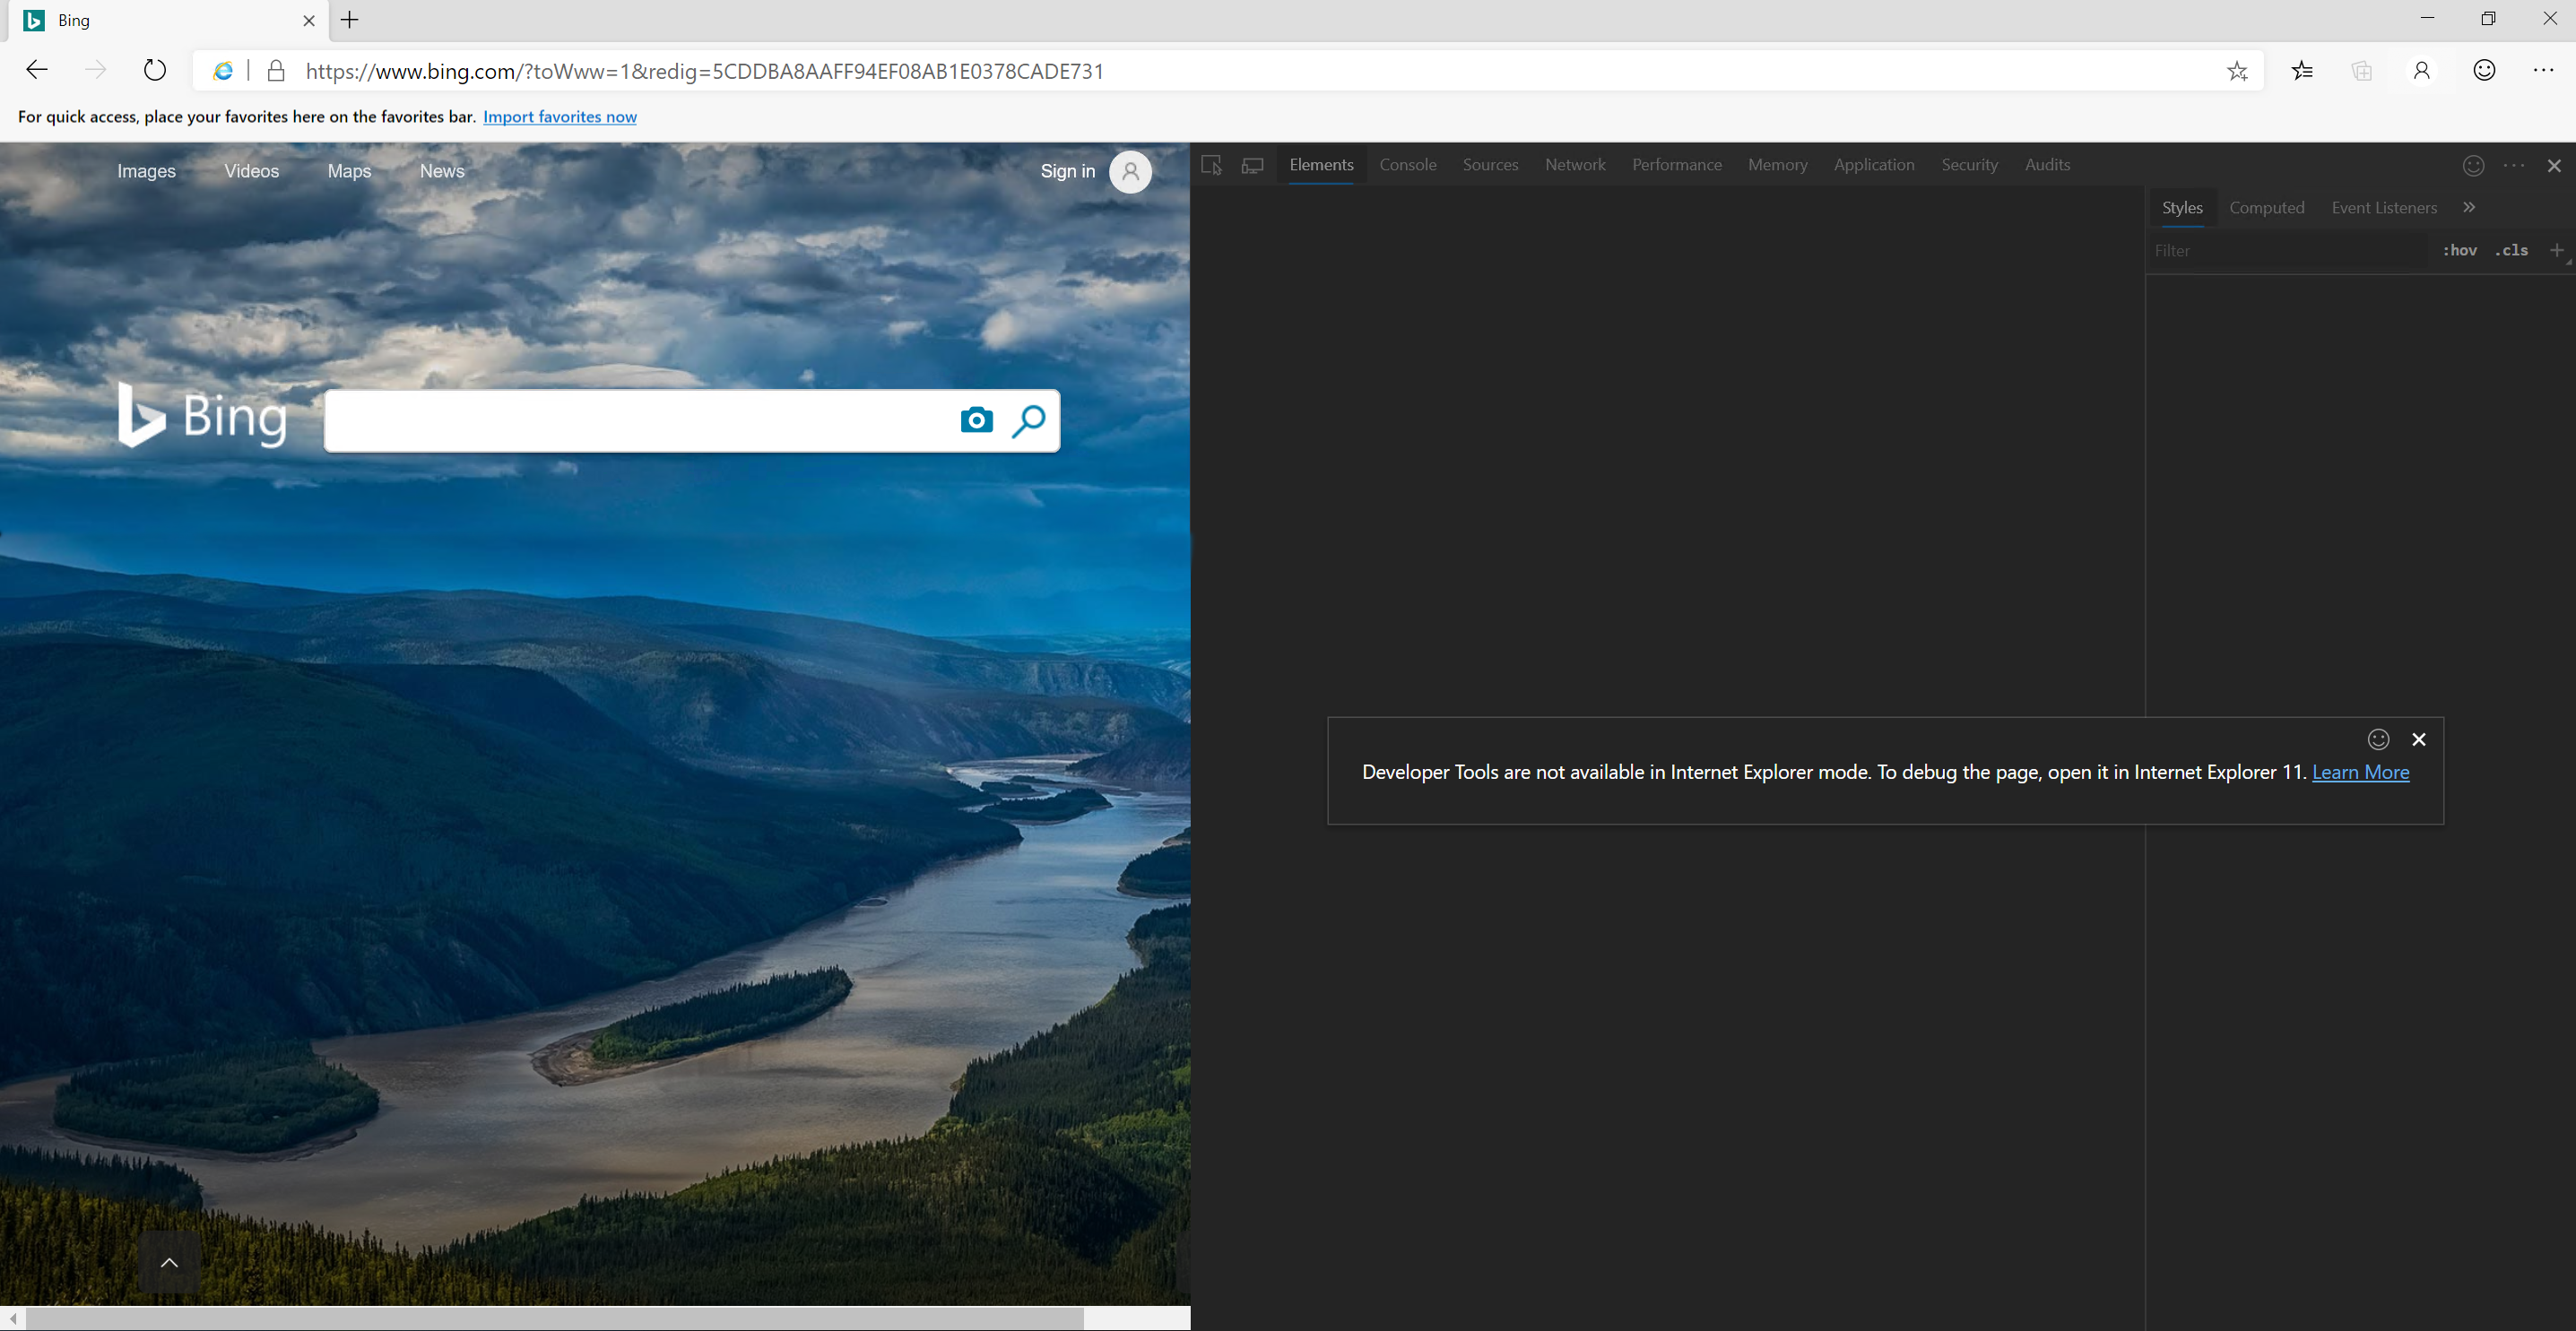 Bing
https://www.bing.com/?toWww=1&redig=5CDDBA8AAFF94EF08AB1E0378CADE731
For quick access, place your favorites here on the favorites bar. Import favorites now
Images Videos Maps News Sign in
Bing
Elements Console Sources Network Performance Memory Application Security Audits
Styles Computed Event Listeners
Filter :hov .cls
Developer Tools are not available in Internet Explorer mode. To debug the page, open it in Internet Explorer 11. Learn More